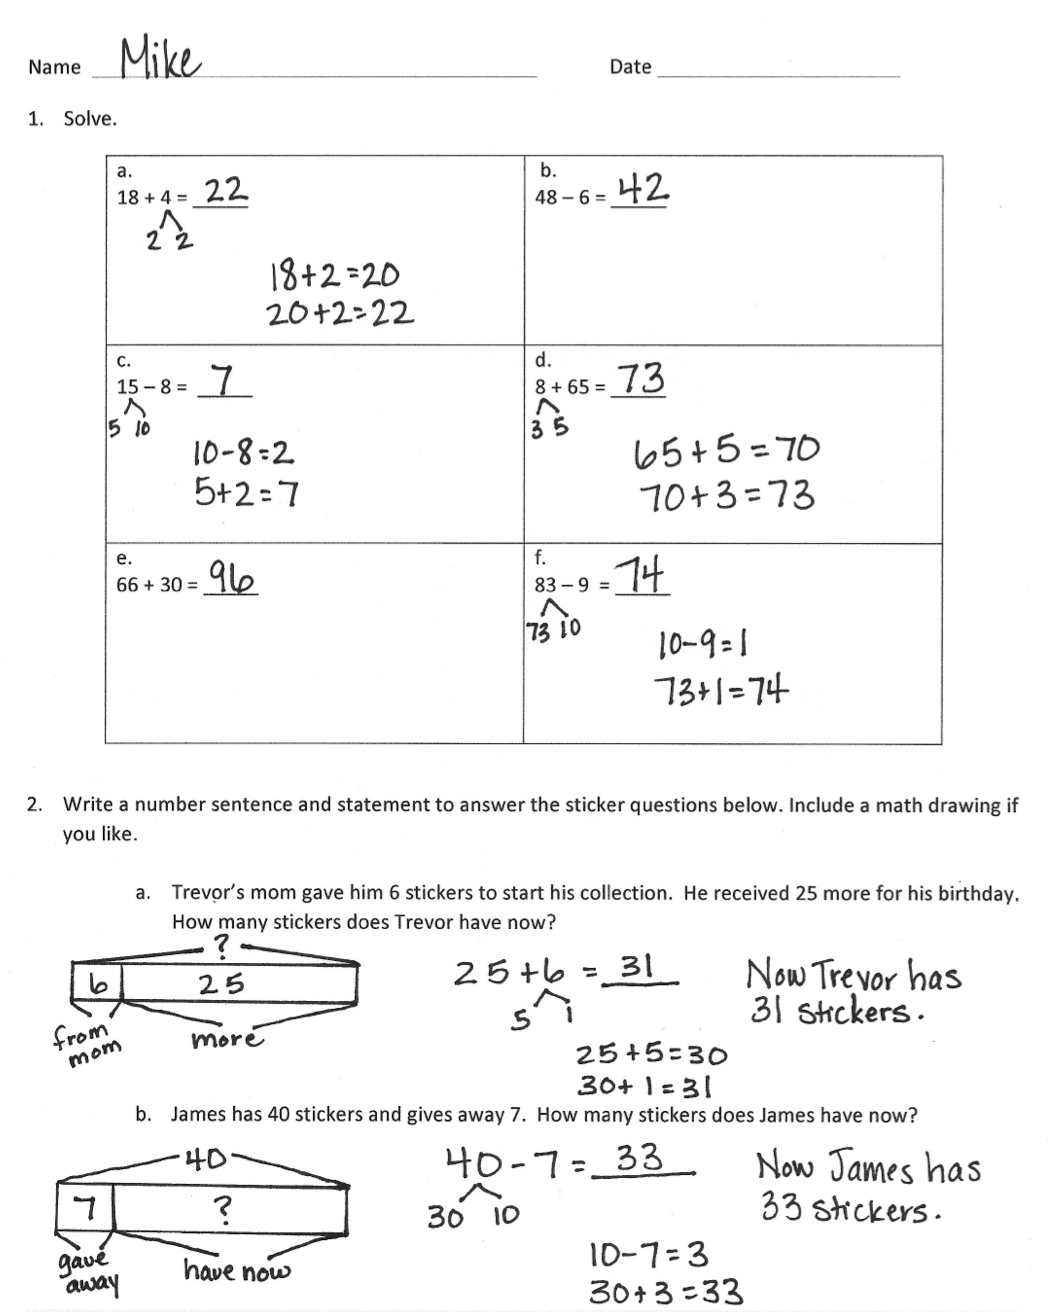 Name Mike Date
1. Solve.
a.
18 + 4 = 22
2 2
18+2=20
20+2=22
b.
48 – 6 = 42
c.
15 – 8 = 7
5 10
10-8=2
5+2=7
d.
8 + 65 = 73
3 5
65+5=70
70+3=73
e.
66 + 30 = 96
f.
83 – 9 = 74
73 10
10-9=1
73+1=74
2. Write a number sentence and statement to answer the sticker questions below. Include a math drawing if
you like.
a. Trevor's mom gave him 6 stickers to start his collection. He received 25 more for his birthday.
How many stickers does Trevor have now?
?
6 25
from
mom
more
25+6 = 31
5 1
25+5=30
30+1=31
Now Trevor has
31 stickers.
b. James has 40 stickers and gives away 7. How many stickers does James have now?
40
7 ?
gave
away
have now
40-7= 33
30 10
10-7=3
30+3=33
Now James has
33 stickers.